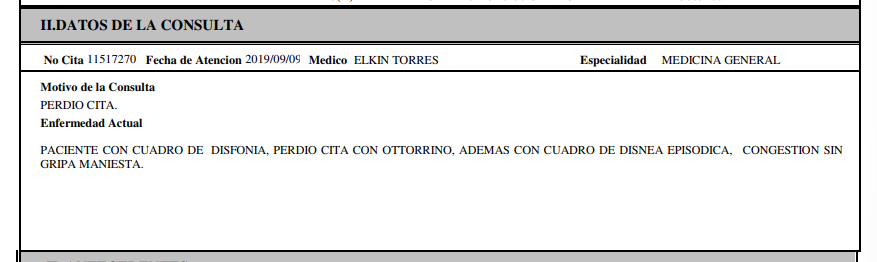 II.DATOS DE LA CONSULTA
No Cita 11517270 Fecha de Atencion 2019/09/09 Medico ELKIN TORRES Especialidad MEDICINA GENERAL
Motivo de la Consulta
PERDIO CITA.
Enfermedad Actual
PACIENTE CON CUADRO DE DISFONIA, PERDIO CITA CON OTTORRINO, ADEMAS CON CUADRO DE DISNEA EPISODICA, CONGESTION SIN
GRIPA MANIESTA.